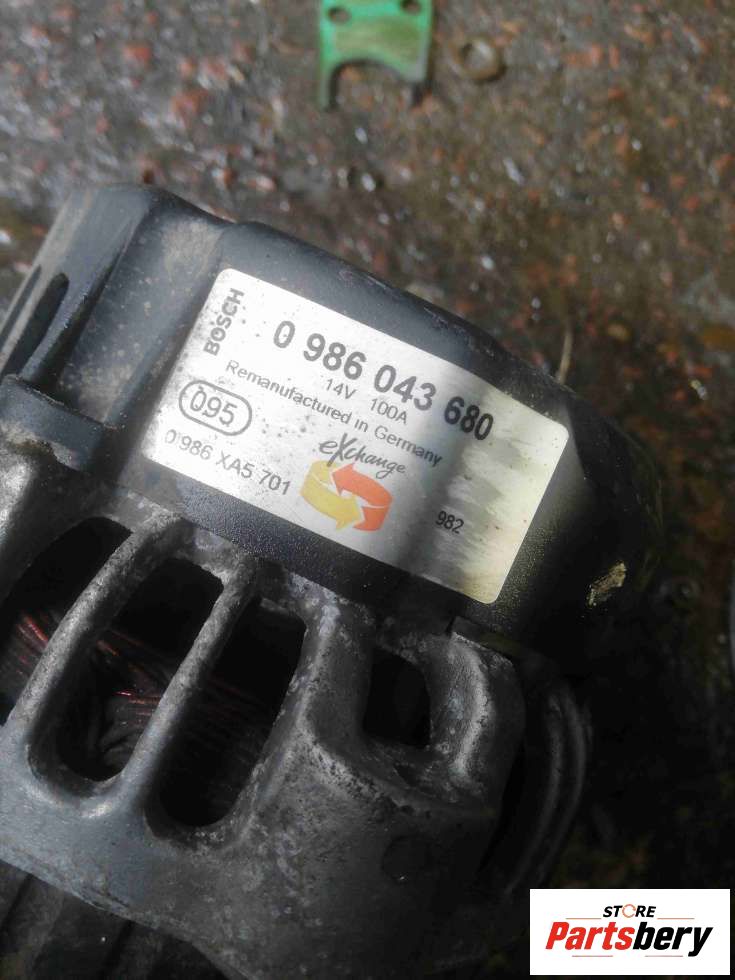 BOSCH
0 986 043 680
14V 100A
Remanufactured in Germany
095
eXchange
0 986 XA5 701
982
STORE
Partsbery